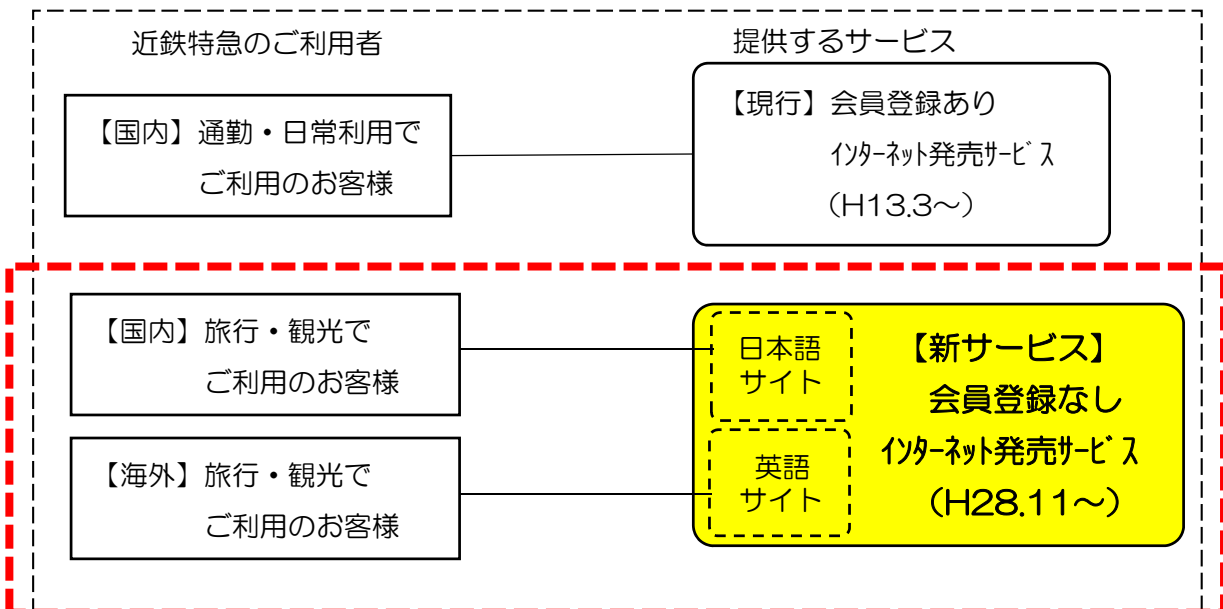 近鉄特急のご利用者
提供するサービス
【国内】通勤・日常利用で
ご利用のお客様
【現行】会員登録あり
ｲﾝﾀｰﾈｯﾄ発売ｻｰﾋﾞｽ
（H13.3～）
【国内】旅行・観光で
ご利用のお客様
【海外】旅行・観光で
ご利用のお客様
日本語
サイト
英語
サイト
【新サービス】
会員登録なし
ｲﾝﾀｰﾈｯﾄ発売ｻｰﾋﾞｽ
（H28.11～）